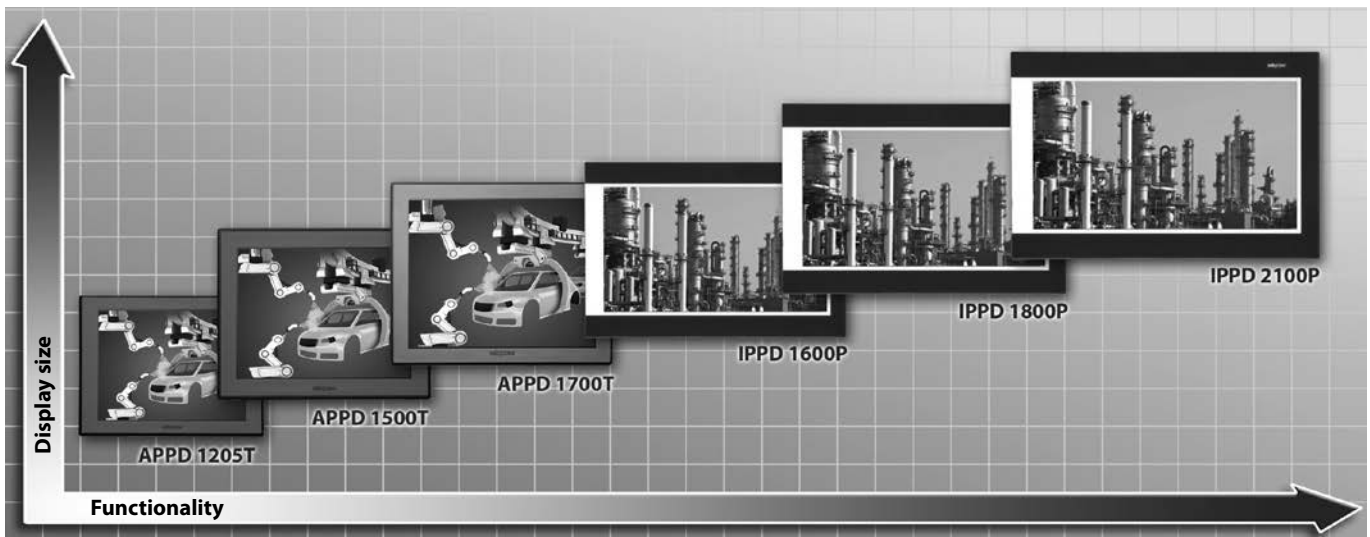 IPPD 2100P
IPPD 1800P
IPPD 1600P
APPD 1700T
APPD 1500T
APPD 1205T
Display size
Functionality